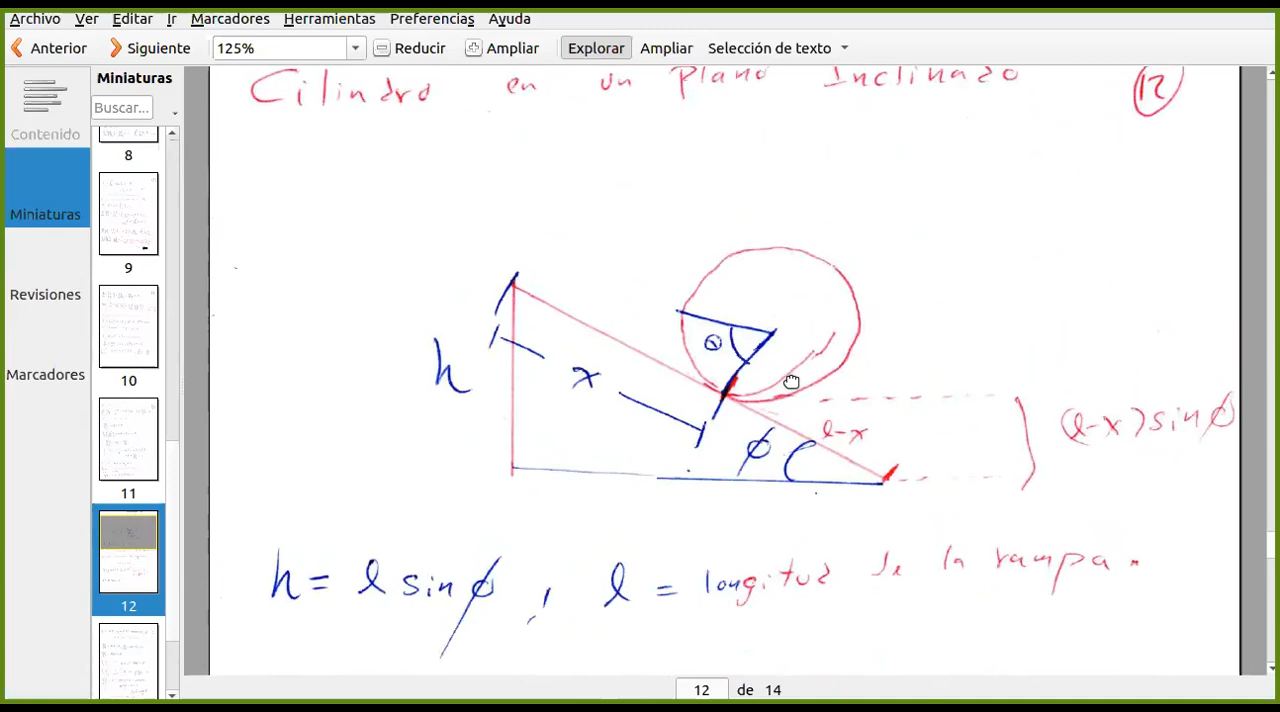 Archivo Ver Editar Ir Marcadores Herramientas Preferencias Ayuda
Anterior Siguiente 125% Reducir Ampliar Explorar Ampliar Selección de texto
Contenido
Miniaturas
Revisiones
Marcadores
Miniaturas
Buscar...
8
9
10
11
12
Cilindro en un plano Inclinado 12
h
x
θ
l-x
(l-x) sin φ
φ
h = l sin φ , l = longitud de la rampa .
12 de 14